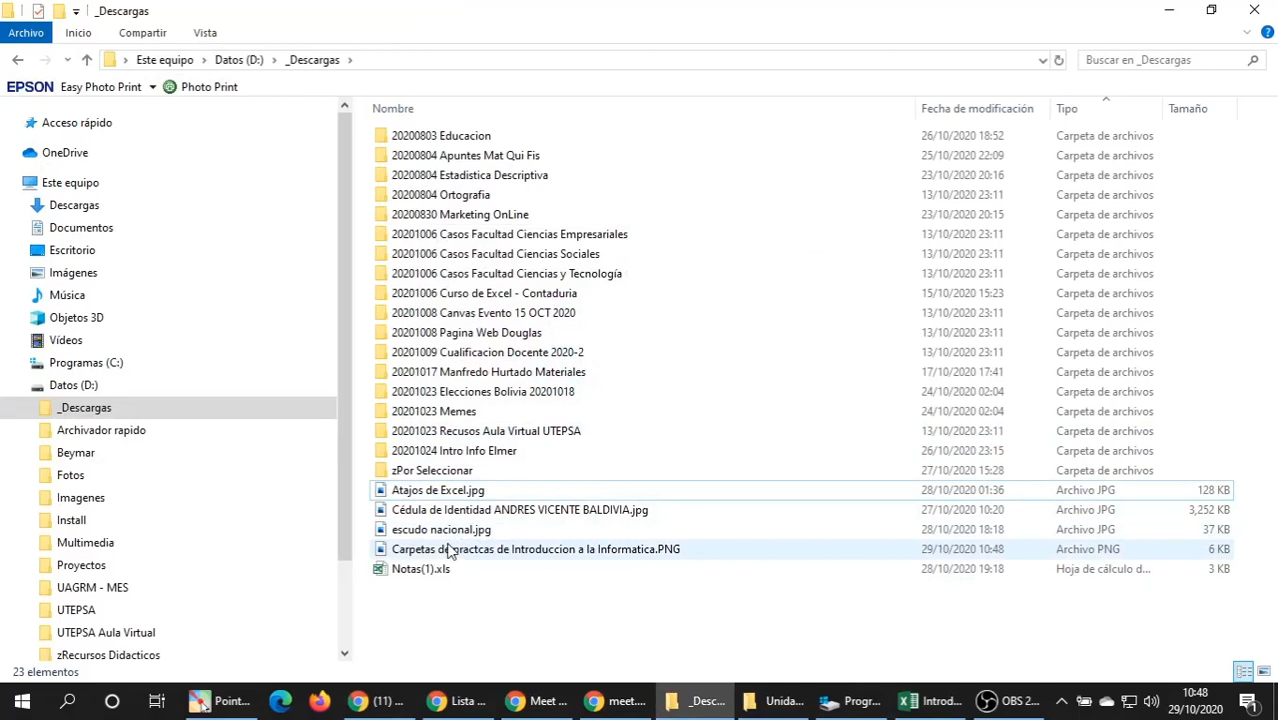 _Descargas
Archivo Inicio Compartir Vista
Este equipo Datos (D:) _Descargas Buscar en _Descargas
EPSON Easy Photo Print Photo Print
Nombre Fecha de modificación Tipo Tamaño
Acceso rápido
OneDrive
Este equipo
Descargas
Documentos
Escritorio
Imágenes
Música
Objetos 3D
Vídeos
Programas (C:)
Datos (D:)
_Descargas
Archivador rapido
Beymar
Fotos
Imagenes
Install
Multimedia
Proyectos
UAGRM - MES
UTEPSA
UTEPSA Aula Virtual
zRecursos Didacticos
20200803 Educacion 26/10/2020 18:52 Carpeta de archivos
20200804 Apuntes Mat Qui Fis 25/10/2020 22:09 Carpeta de archivos
20200804 Estadistica Descriptiva 23/10/2020 20:16 Carpeta de archivos
20200804 Ortografia 13/10/2020 23:11 Carpeta de archivos
20200830 Marketing OnLine 23/10/2020 20:15 Carpeta de archivos
20201006 Casos Facultad Ciencias Empresariales 13/10/2020 23:11 Carpeta de archivos
20201006 Casos Facultad Ciencias Sociales 13/10/2020 23:11 Carpeta de archivos
20201006 Casos Facultad Ciencias y Tecnología 13/10/2020 23:11 Carpeta de archivos
20201006 Curso de Excel - Contaduria 15/10/2020 15:23 Carpeta de archivos
20201008 Canvas Evento 15 OCT 2020 13/10/2020 23:11 Carpeta de archivos
20201008 Pagina Web Douglas 13/10/2020 23:11 Carpeta de archivos
20201009 Cualificacion Docente 2020-2 13/10/2020 23:11 Carpeta de archivos
20201017 Manfredo Hurtado Materiales 17/10/2020 17:41 Carpeta de archivos
20201023 Elecciones Bolivia 20201018 24/10/2020 02:04 Carpeta de archivos
20201023 Memes 24/10/2020 02:04 Carpeta de archivos
20201023 Recusos Aula Virtual UTEPSA 13/10/2020 23:11 Carpeta de archivos
20201024 Intro Info Elmer 26/10/2020 23:15 Carpeta de archivos
zPor Seleccionar 27/10/2020 15:28 Carpeta de archivos
Atajos de Excel.jpg 28/10/2020 01:36 Archivo JPG 128 KB
Cédula de Identidad ANDRES VICENTE BALDIVIA.jpg 27/10/2020 10:20 Archivo JPG 3,252 KB
escudo nacional.jpg 28/10/2020 18:18 Archivo JPG 37 KB
Carpetas de practcas de Introduccion a la Informatica.PNG 29/10/2020 10:48 Archivo PNG 6 KB
Notas(1).xls 28/10/2020 19:18 Hoja de cálculo d... 3 KB
23 elementos
Point... (11) ... Lista ... Meet ... meet.... _Desc... Unida... Progr... Introd... OBS 2... 10:48
29/10/2020 1